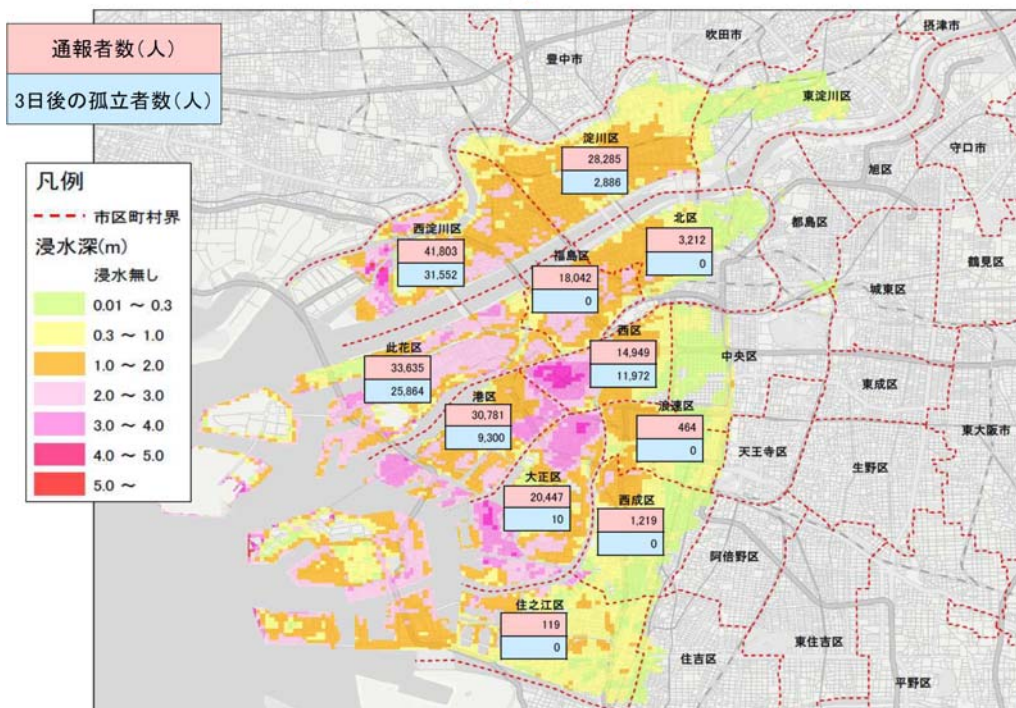 通報者数(人)
3日後の孤立者数(人)
凡例
市区町村界
浸水深(m)
浸水無し
0.01 ～ 0.3
0.3 ～ 1.0
1.0 ～ 2.0
2.0 ～ 3.0
3.0 ～ 4.0
4.0 ～ 5.0
5.0 ～
摂津市
吹田市
豊中市
東淀川区
淀川区
28,285
2,886
守口市
旭区
都島区
北区
3,212
0
西淀川区
41,803
31,552
福島区
18,042
0
鶴見区
城東区
西区
14,949
11,972
中央区
此花区
33,635
25,864
東成区
港区
30,781
9,300
浪速区
464
0
東大阪市
天王寺区
生野区
大正区
20,447
10
西成区
1,219
0
阿倍野区
住之江区
119
0
東住吉区
住吉区
平野区